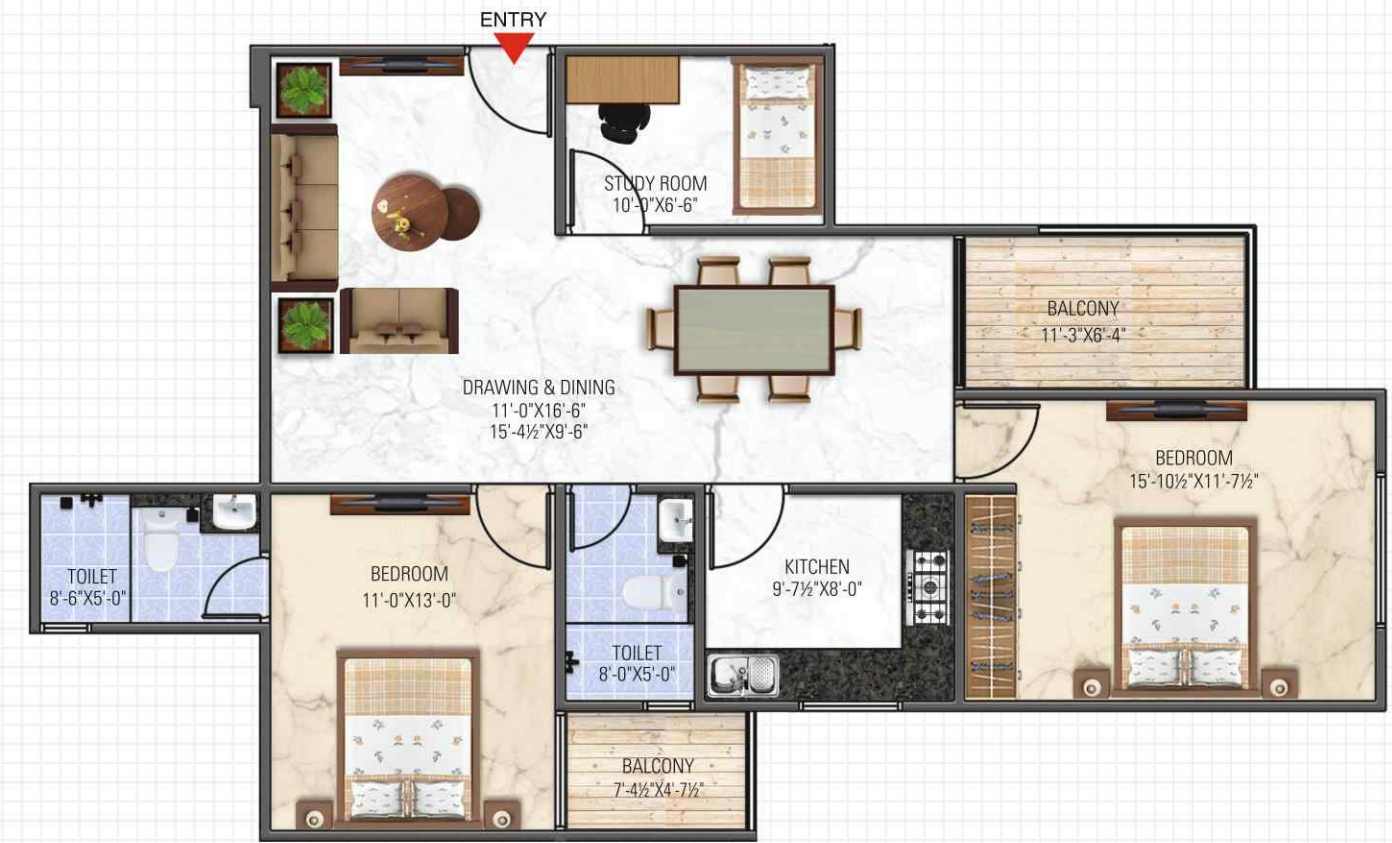 ENTRY
STUDY ROOM
10'-0"X6'-6"
BALCONY
11'-3"X6'-4"
DRAWING & DINING
11'-0"X16'-6"
15'-4½"X9'-6"
BEDROOM
15'-10½"X11'-7½"
TOILET
8'-6"X5'-0"
BEDROOM
11'-0"X13'-0"
KITCHEN
9'-7½"X8'-0"
TOILET
8'-0"X5'-0"
BALCONY
7'-4½"X4'-7½"